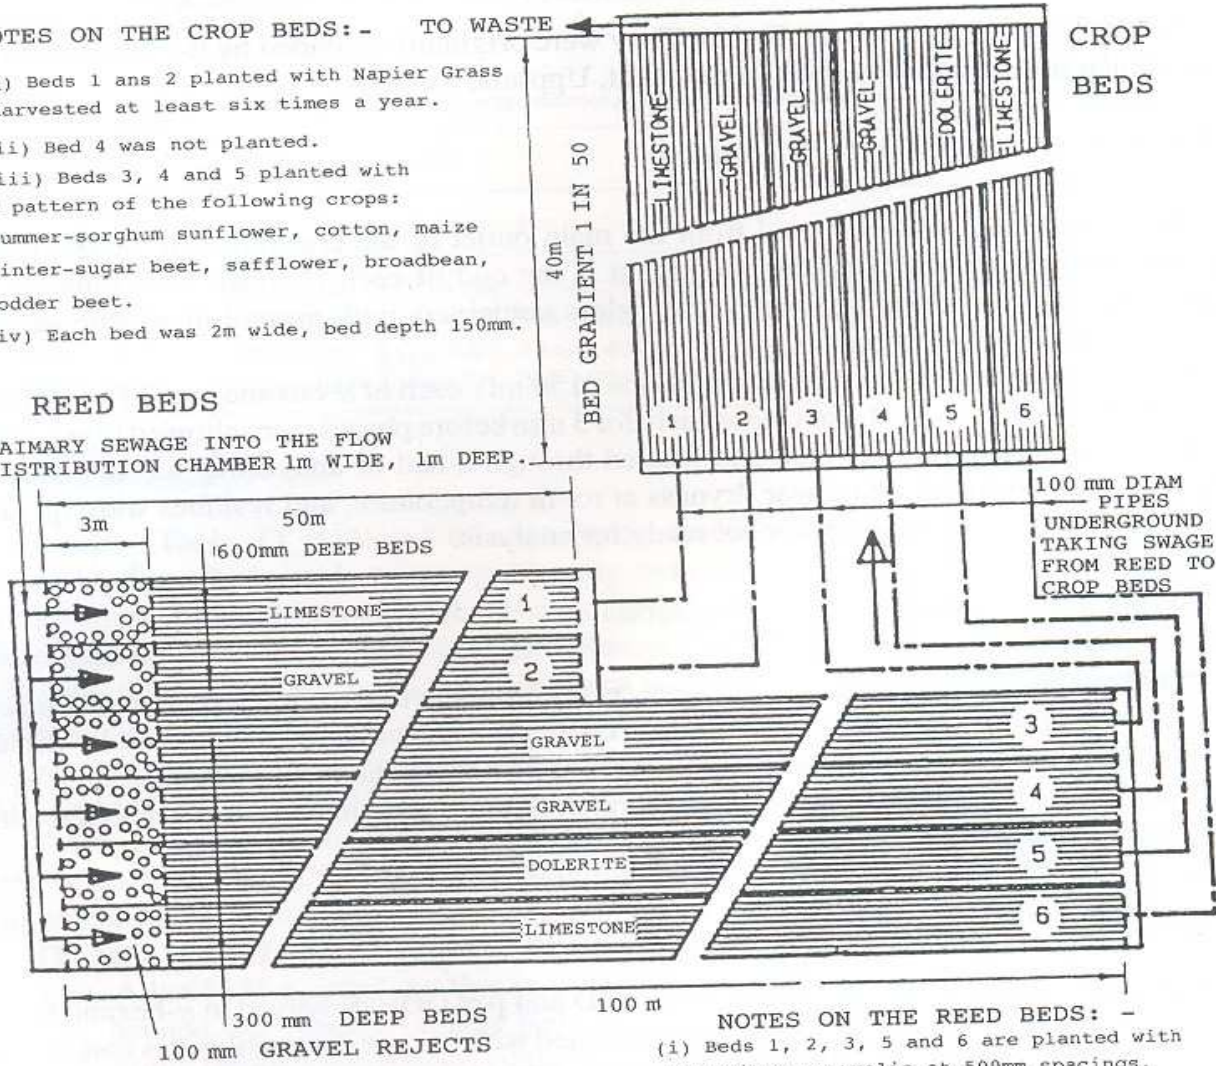 OTES ON THE CROP BEDS:-
TO WASTE
) Beds 1 ans 2 planted with Napier Grass
arvested at least six times a year.
ii) Bed 4 was not planted.
iii) Beds 3, 4 and 5 planted with
pattern of the following crops:
ummer-sorghum sunflower, cotton, maize
inter-sugar beet, safflower, broadbean,
odder beet.
iv) Each bed was 2m wide, bed depth 150mm.
CROP
BEDS
LIMESTONE
GRAVEL
GRAVEL
GRAVEL
DOLERITE
LIMESTONE
40m
BED GRADIENT 1 IN 50
1
2
3
4
5
6
REED BEDS
AIMARY SEWAGE INTO THE FLOW
ISTRIBUTION CHAMBER 1m WIDE, 1m DEEP.
3m
50m
600mm DEEP BEDS
100 mm DIAM
PIPES
UNDERGROUND
TAKING SWAGE
FROM REED TO
CROP BEDS
LIMESTONE
1
GRAVEL
2
GRAVEL
3
GRAVEL
4
DOLERITE
5
LIMESTONE
6
100 m
300 mm DEEP BEDS
100 mm GRAVEL REJECTS
NOTES ON THE REED BEDS: -
(i) Beds 1, 2, 3, 5 and 6 are planted with
at 500mm spacings.